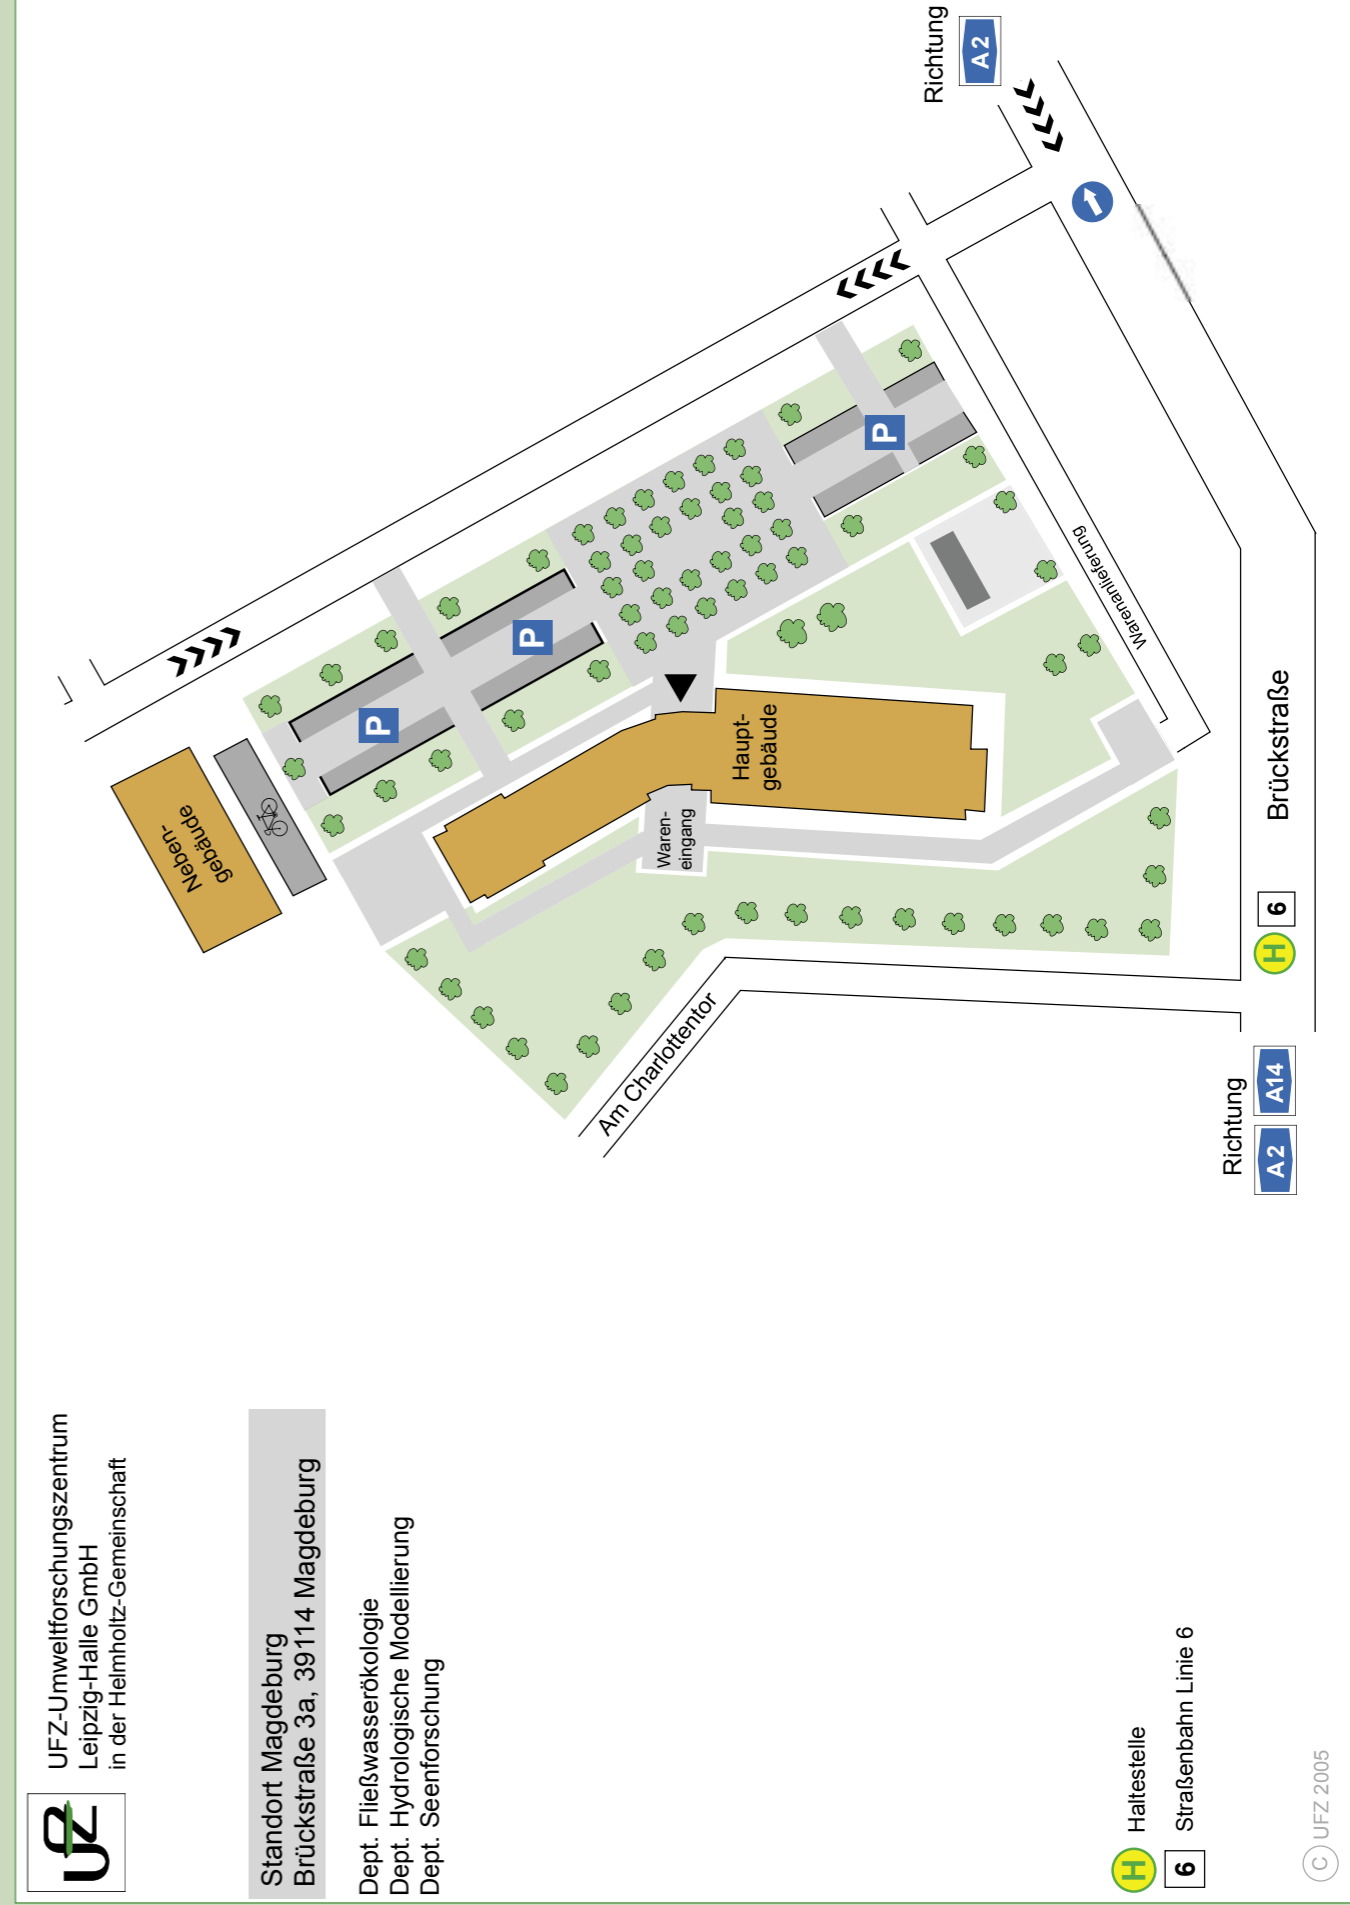 UFZ
UFZ-Umweltforschungszentrum
Leipzig-Halle GmbH
in der Helmholtz-Gemeinschaft
Standort Magdeburg
Brückstraße 3a, 39114 Magdeburg
Dept. Fließwasserökologie
Dept. Hydrologische Modellierung
Dept. Seenforschung
H Haltestelle
6 Straßenbahn Linie 6
C UFZ 2005
Neben-
gebäude
P
P
P
Haupt-
gebäude
Waren-
eingang
Warenanlieferung
Am Charlottentor
Brückstraße
H 6
Richtung
A2 A14
Richtung
A2